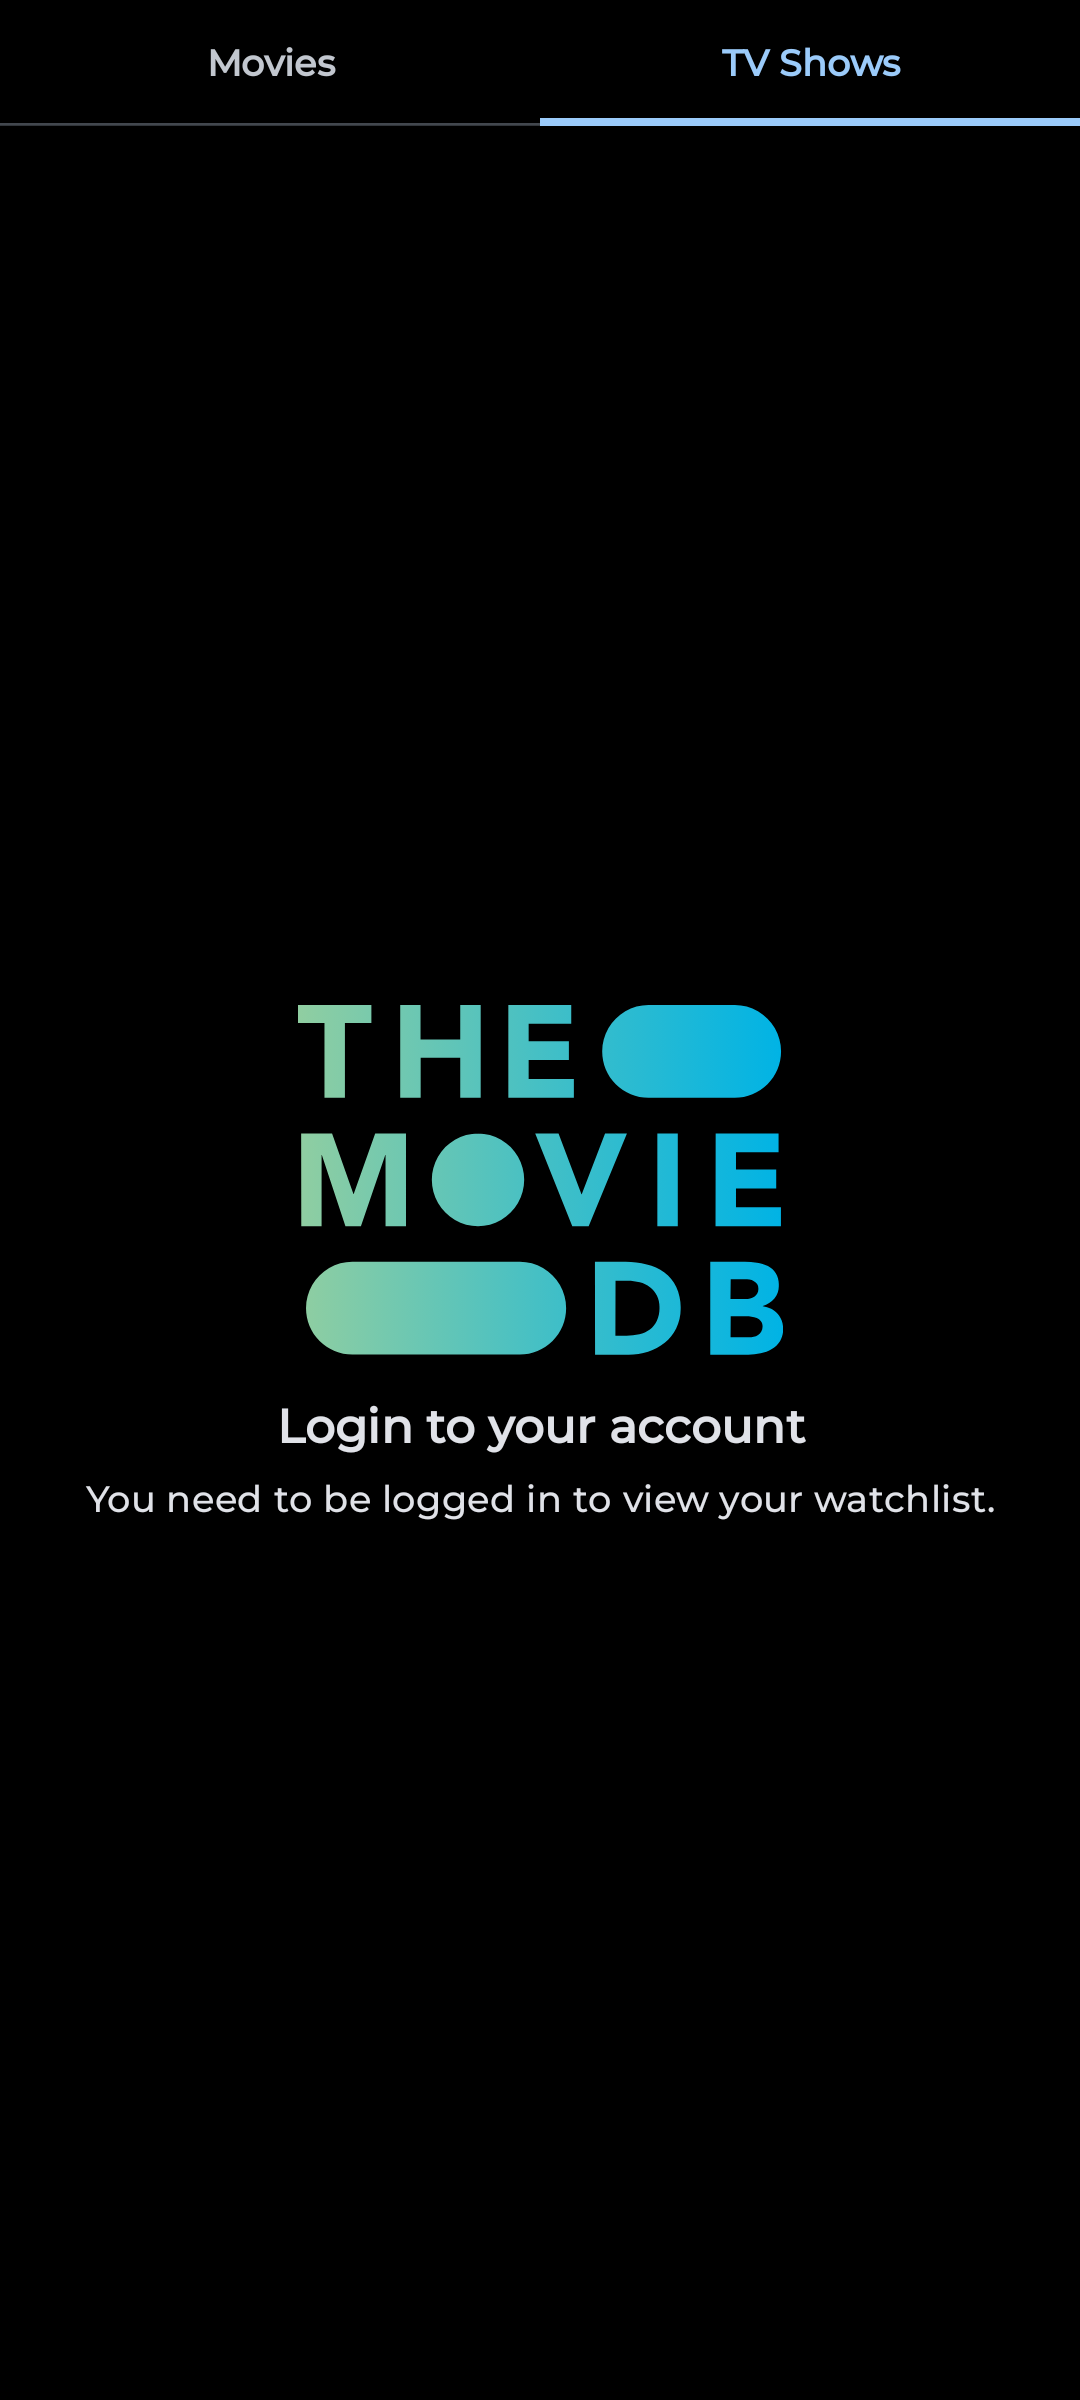 Movies
TV Shows
THE
MOVIE
DB
Login to your account
You need to be logged in to view your watchlist.